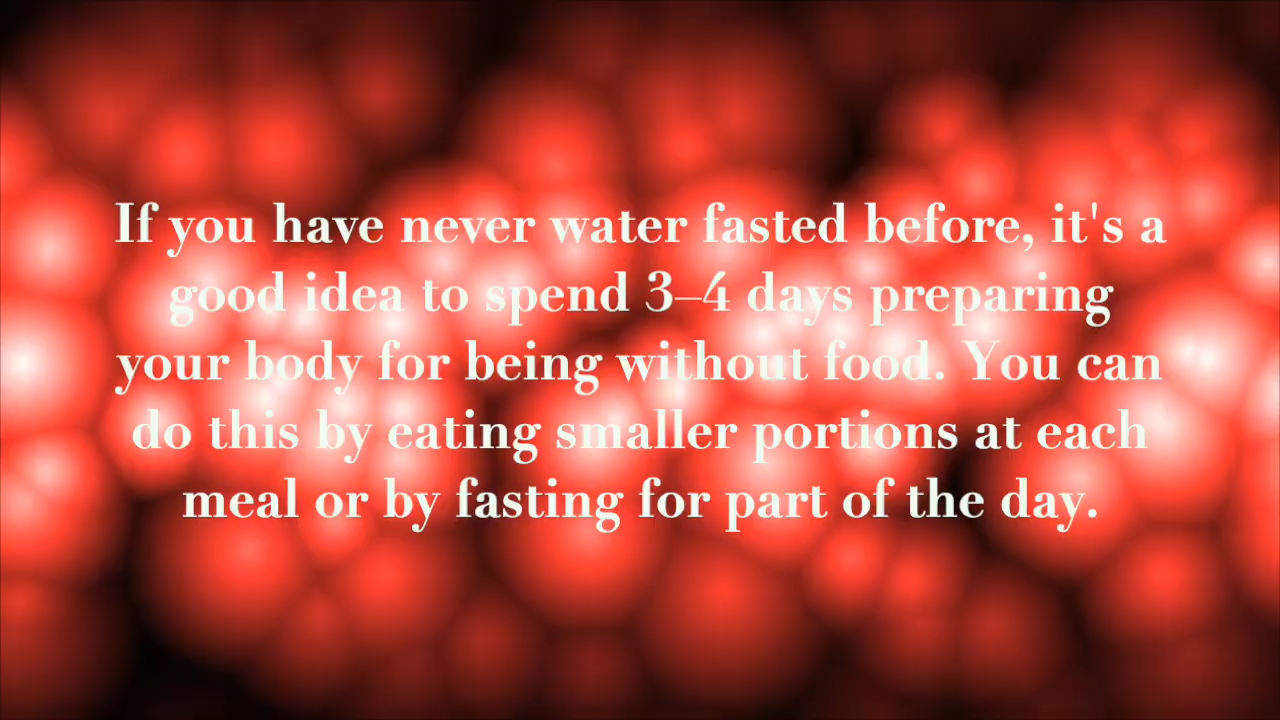 If you have never water fasted before, it's a
good idea to spend 3–4 days preparing
your body for being without food. You can
do this by eating smaller portions at each
meal or by fasting for part of the day.